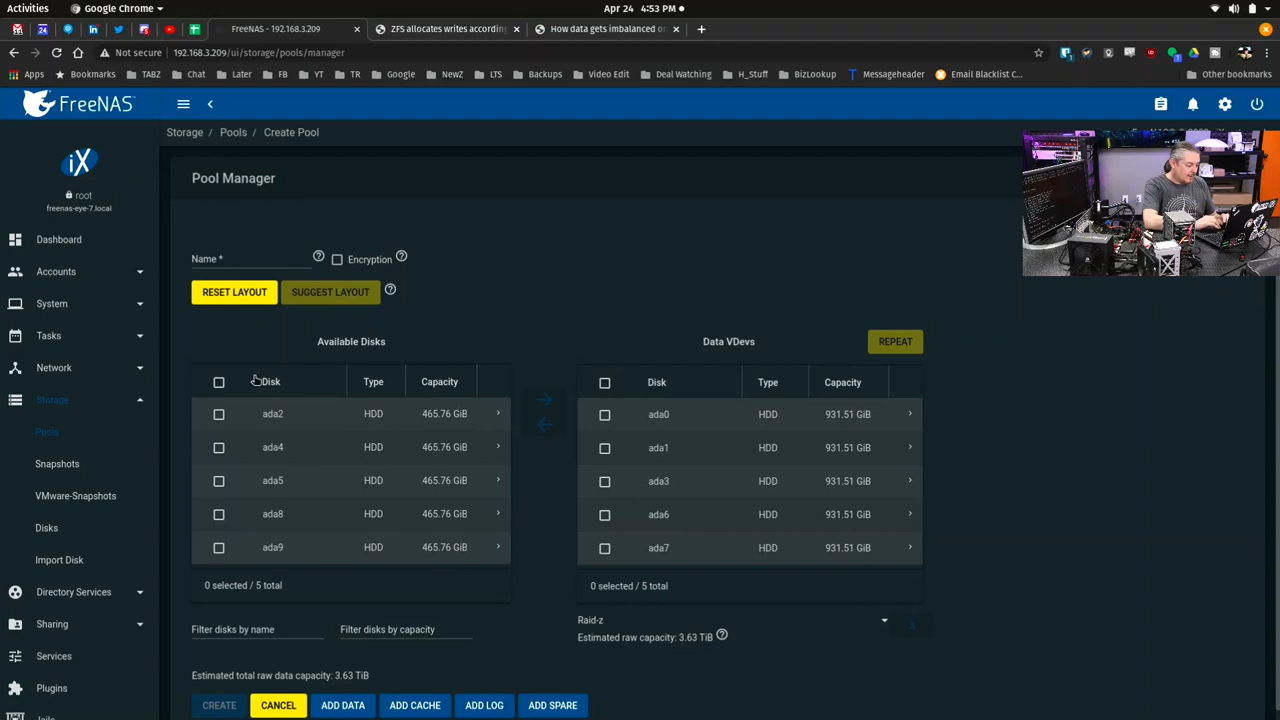 Activities
Google Chrome
Apr 24 4:53 PM
24
FreeNAS - 192.168.3.209
ZFS allocates writes according
How data gets imbalanced on
Not secure
192.168.3.209/ui/storage/pools/manager
Apps
Bookmarks
TABZ
Chat
Later
FB
YT
TR
Google
NewZ
LTS
Backups
Video Edit
Deal Watching
H_Stuff
BizLookup
Messageheader
Email Blacklist C...
Other bookmarks
FreeNAS
Storage / Pools / Create Pool
iX
root
freenas-eye-7.local
Dashboard
Accounts
System
Tasks
Network
Storage
Pools
Snapshots
VMware-Snapshots
Disks
Import Disk
Directory Services
Sharing
Services
Plugins
Pool Manager
Name *
Encryption
RESET LAYOUT
SUGGEST LAYOUT
Available Disks
Disk Type Capacity
ada2 HDD 465.76 GiB
ada4 HDD 465.76 GiB
ada5 HDD 465.76 GiB
ada8 HDD 465.76 GiB
ada9 HDD 465.76 GiB
0 selected / 5 total
Filter disks by name
Filter disks by capacity
Data VDevs
REPEAT
Disk Type Capacity
ada0 HDD 931.51 GiB
ada1 HDD 931.51 GiB
ada3 HDD 931.51 GiB
ada6 HDD 931.51 GiB
ada7 HDD 931.51 GiB
0 selected / 5 total
Raid-z
Estimated raw capacity: 3.63 TiB
X
Estimated total raw data capacity: 3.63 TiB
CREATE
CANCEL
ADD DATA
ADD CACHE
ADD LOG
ADD SPARE